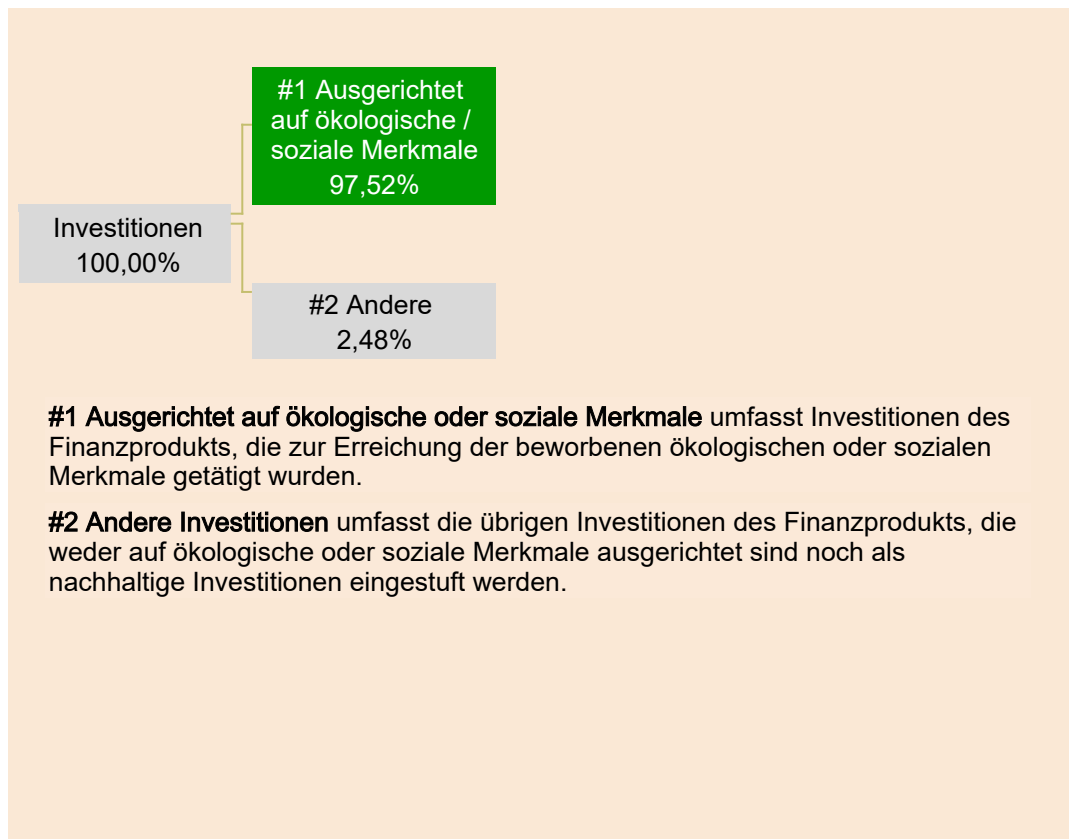 #1 Ausgerichtet
auf ökologische /
soziale Merkmale
97,52%
Investitionen
100,00%
#2 Andere
2,48%
#1 Ausgerichtet auf ökologische oder soziale Merkmale umfasst Investitionen des
Finanzprodukts, die zur Erreichung der beworbenen ökologischen oder sozialen
Merkmale getätigt wurden.
#2 Andere Investitionen umfasst die übrigen Investitionen des Finanzprodukts, die
weder auf ökologische oder soziale Merkmale ausgerichtet sind noch als
nachhaltige Investitionen eingestuft werden.